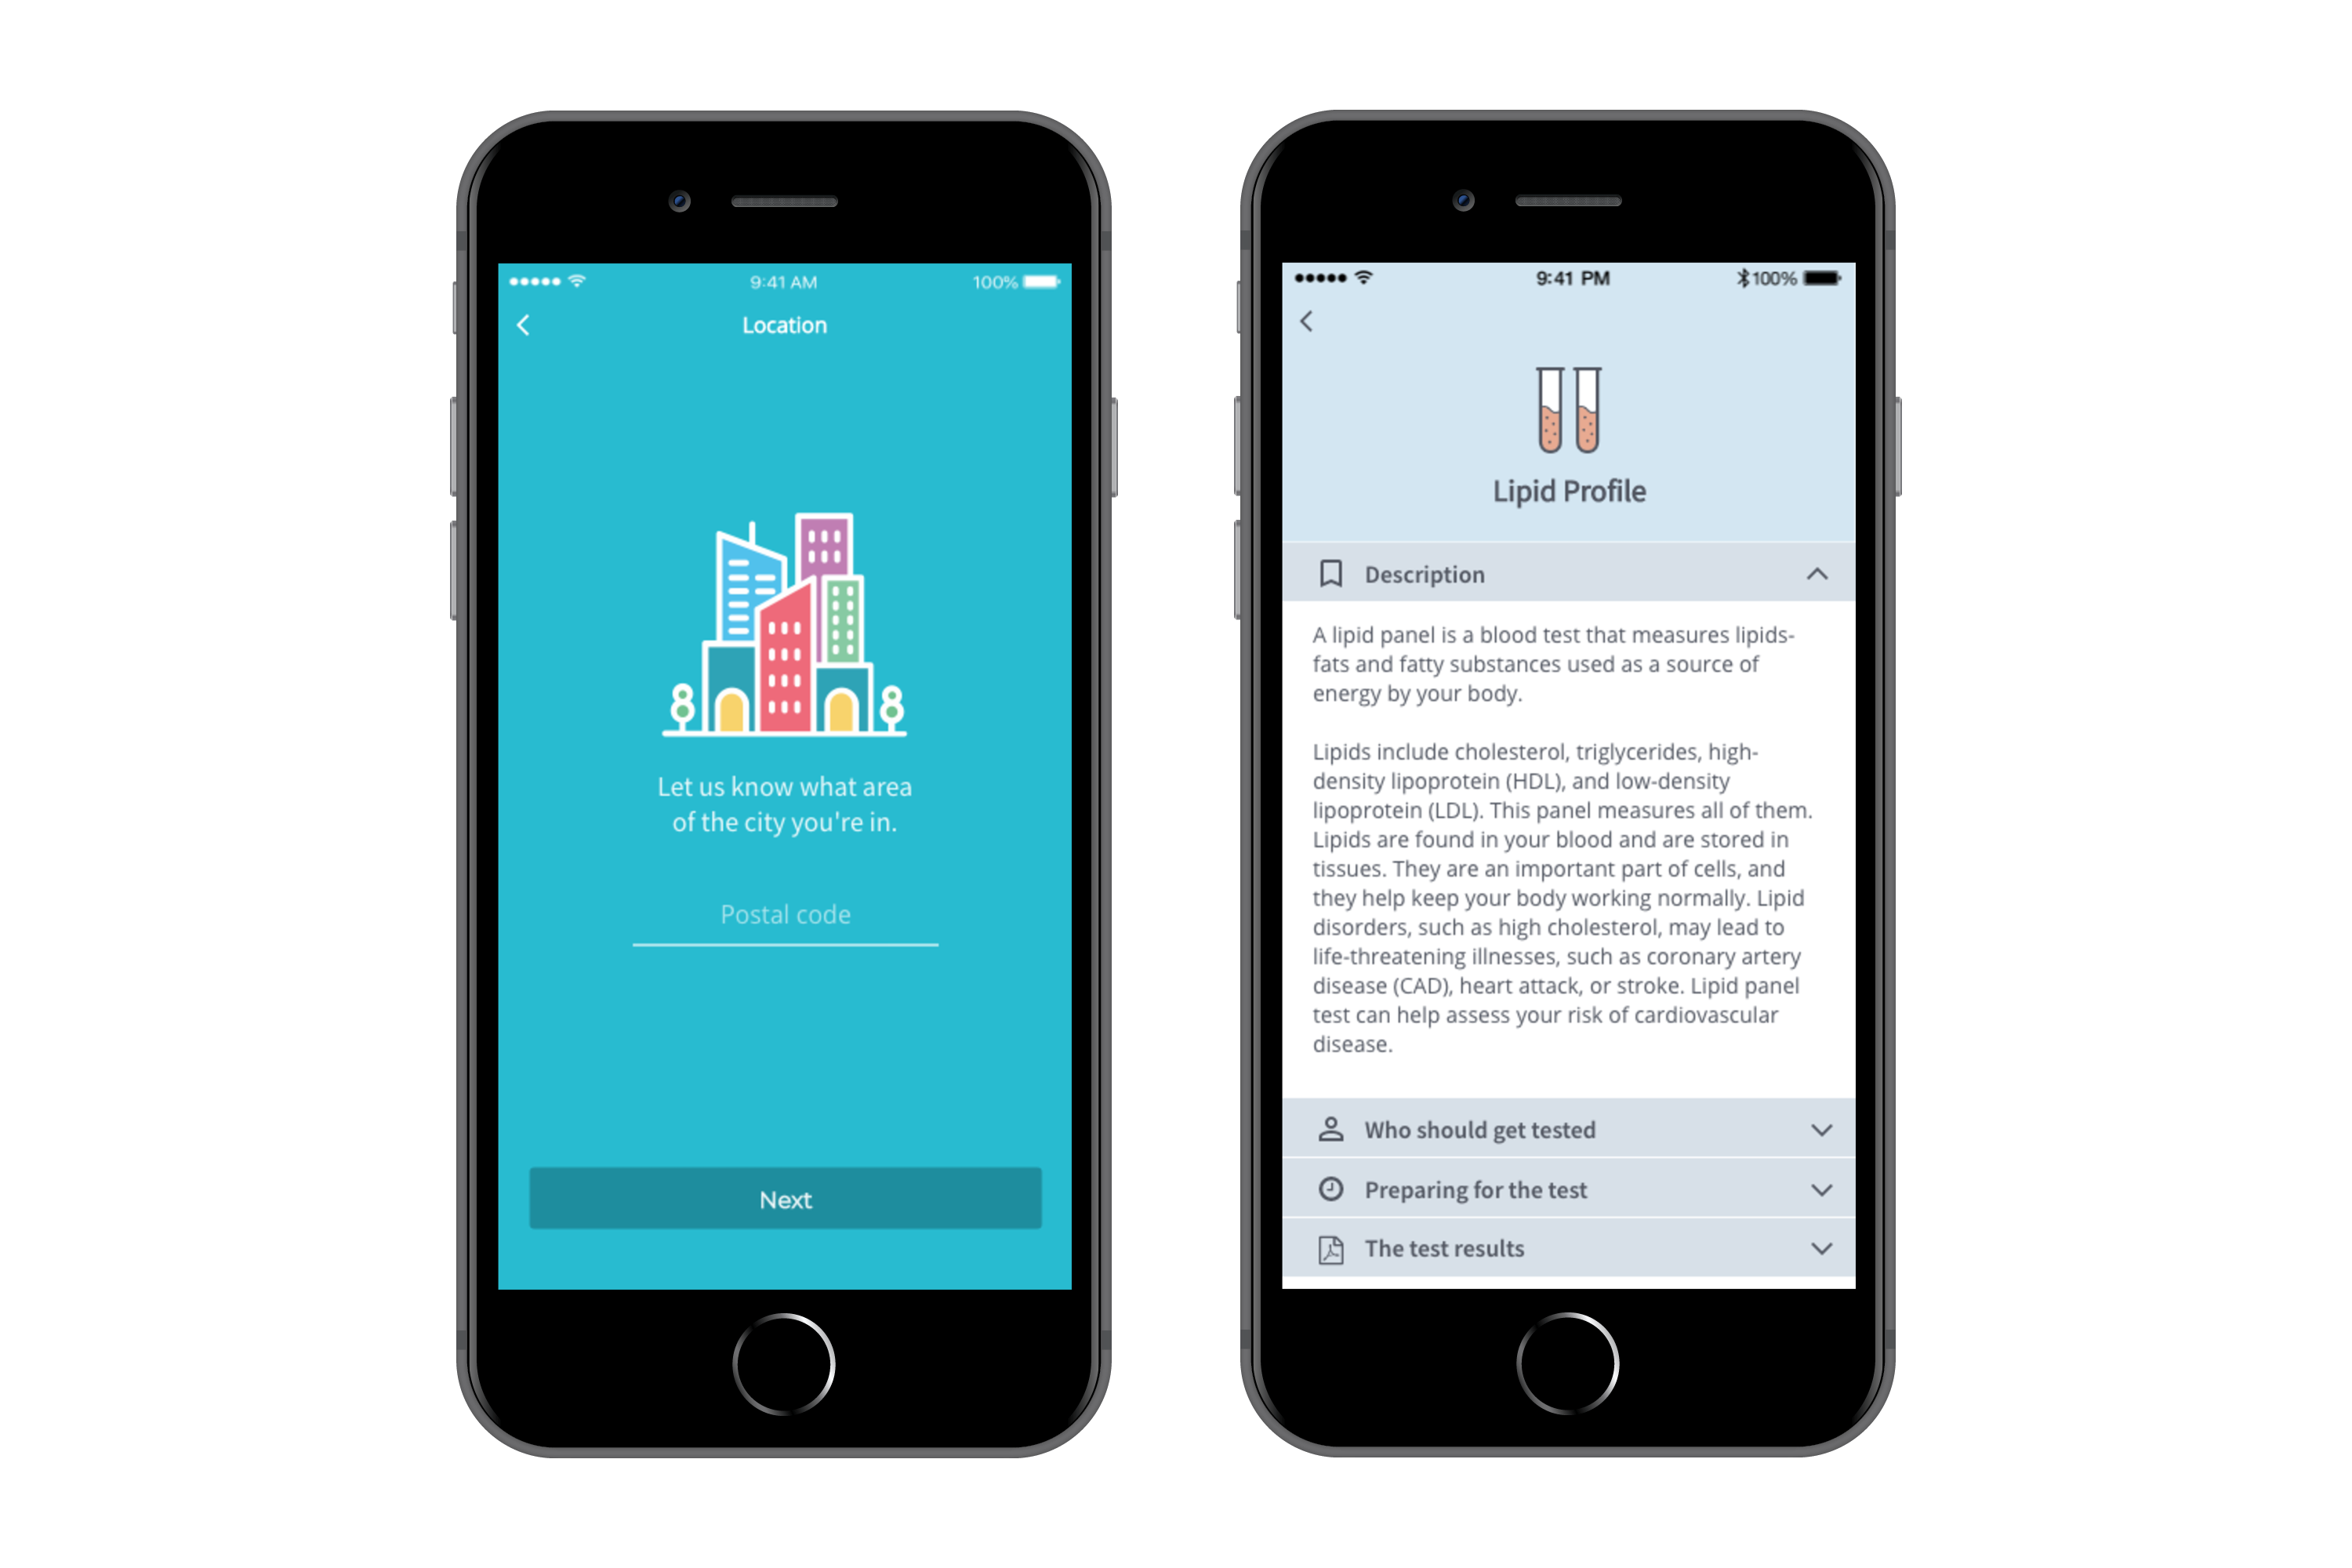 9:41 AM
100%
Location
Let us know what area
of the city you're in.
Postal code
Next
9:41 PM
100%
Lipid Profile
Description
A lipid panel is a blood test that measures lipids-
fats and fatty substances used as a source of
energy by your body.
Lipids include cholesterol, triglycerides, high-
density lipoprotein (HDL), and low-density
lipoprotein (LDL). This panel measures all of them.
Lipids are found in your blood and are stored in
tissues. They are an important part of cells, and
they help keep your body working normally. Lipid
disorders, such as high cholesterol, may lead to
life-threatening illnesses, such as coronary artery
disease (CAD), heart attack, or stroke. Lipid panel
test can help assess your risk of cardiovascular
disease.
Who should get tested
Preparing for the test
The test results